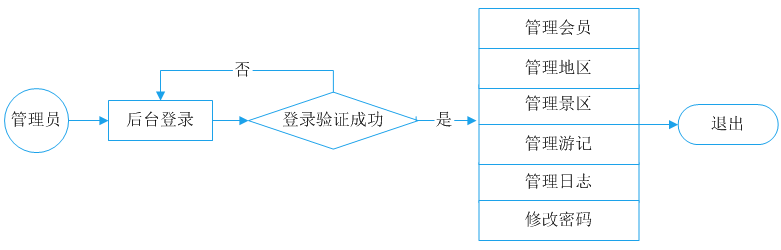 管理员
后台登录
否
登录验证成功
是
管理会员
管理地区
管理景区
管理游记
管理日志
修改密码
退出